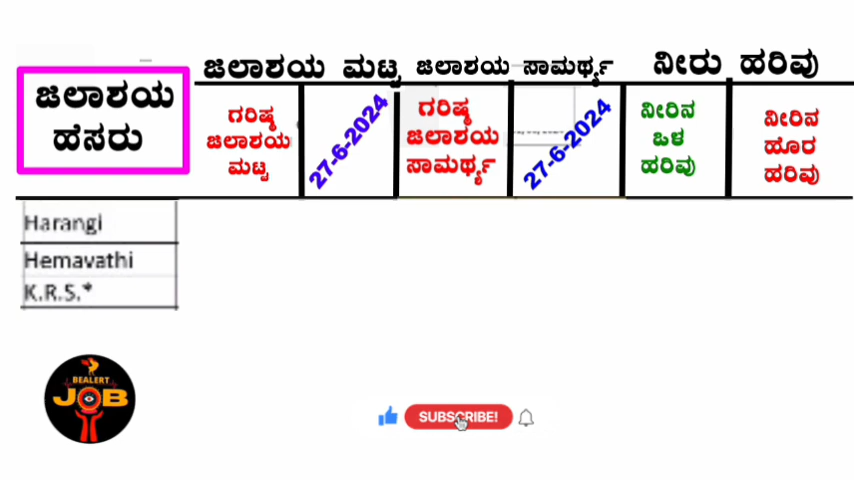 ಜಲಾಶಯ ಮಟ್ಟ ಜಲಾಶಯ ಸಾಮರ್ಥ್ಯ ನೀರು ಹರಿವು
ಜಲಾಶಯ
ಹೆಸರು
ಗರಿಷ್ಠ
ಜಲಾಶಯ
ಮಟ್ಟ
27-6-2024
ಗರಿಷ್ಠ
ಜಲಾಶಯ
ಸಾಮರ್ಥ್ಯ
27-6-2024
ನೀರಿನ
ಒಳ
ಹರಿವು
ನೀರಿನ
ಹೊರ
ಹರಿವು
Harangi
Hemavathi
K.R.S.*
BEALERT
JOB
SUBSCRIBE!